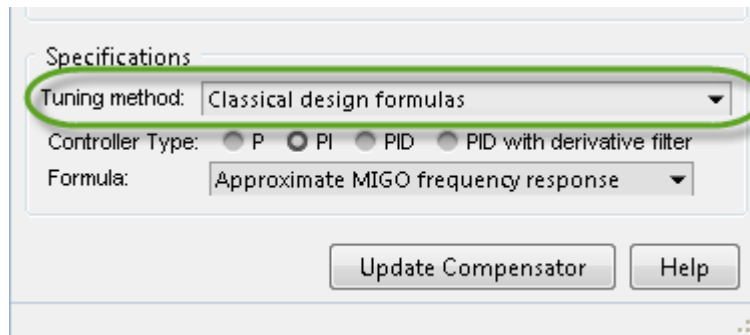 Specifications
Tuning method: Classical design formulas
Controller Type: P PI PID PID with derivative filter
Formula: Approximate MIGO frequency response
Update Compensator Help